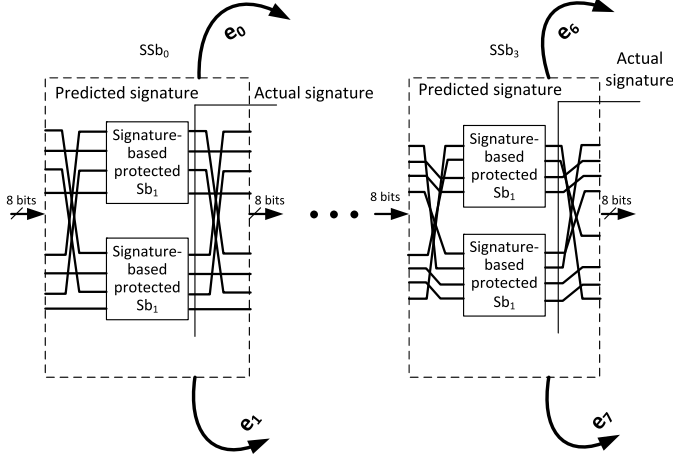 e₀
SSb₀
Predicted signature
Actual signature
Signature-
based
protected
Sb₁
8 bits
8 bits
Signature-
based
protected
Sb₁
e₁
e₆
SSb₃
Actual
signature
Predicted signature
Signature-
based
protected
Sb₁
8 bits
8 bits
Signature-
based
protected
Sb₁
e₇